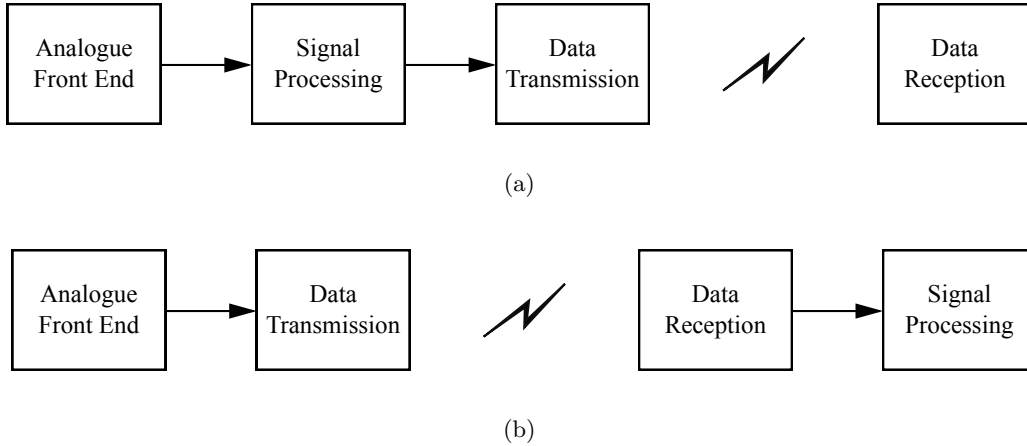 Analogue
Front End
Signal
Processing
Data
Transmission
Data
Reception
(a)
Analogue
Front End
Data
Transmission
Data
Reception
Signal
Processing
(b)